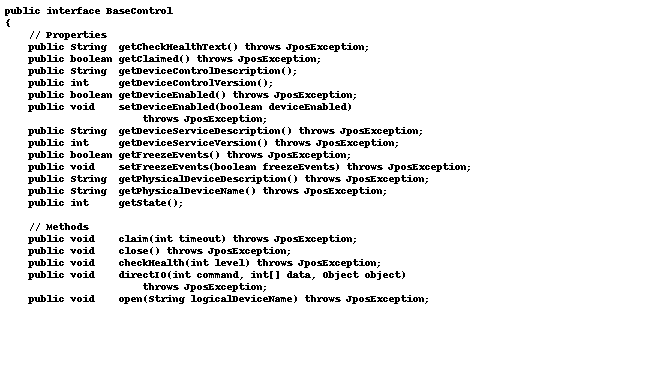 public interface BaseControl
{
    // Properties
    public String  getCheckHealthText() throws JposException;
    public boolean getClaimed() throws JposException;
    public String  getDeviceControlDescription();
    public int     getDeviceControlVersion();
    public boolean getDeviceEnabled() throws JposException;
    public void    setDeviceEnabled(boolean deviceEnabled)
                       throws JposException;
    public String  getDeviceServiceDescription() throws JposException;
    public int     getDeviceServiceVersion() throws JposException;
    public boolean getFreezeEvents() throws JposException;
    public void    setFreezeEvents(boolean freezeEvents) throws JposException;
    public String  getPhysicalDeviceDescription() throws JposException;
    public String  getPhysicalDeviceName() throws JposException;
    public int     getState();

    // Methods
    public void    claim(int timeout) throws JposException;
    public void    close() throws JposException;
    public void    checkHealth(int level) throws JposException;
    public void    directIO(int command, int[] data, Object object)
                       throws JposException;
    public void    open(String logicalDeviceName) throws JposException;